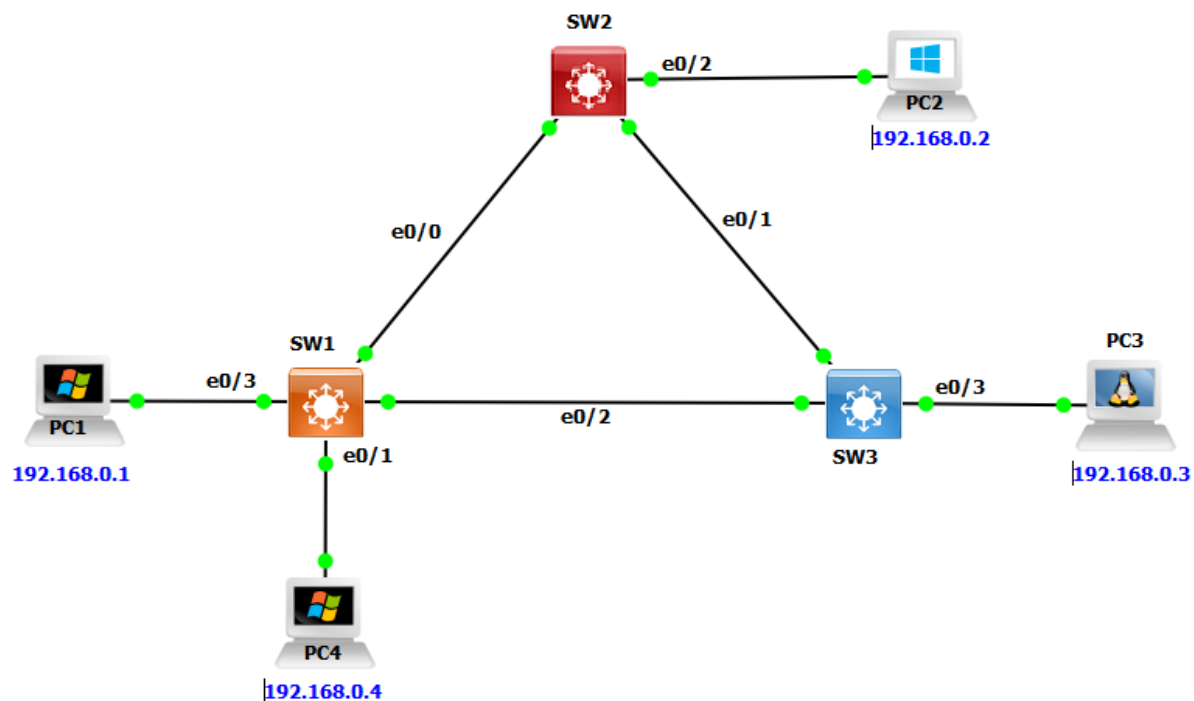 SW2
e0/2
PC2
192.168.0.2
e0/0
e0/1
SW1
PC3
e0/3
e0/3
PC1
e0/2
SW3
e0/1
192.168.0.1
192.168.0.3
PC4
192.168.0.4